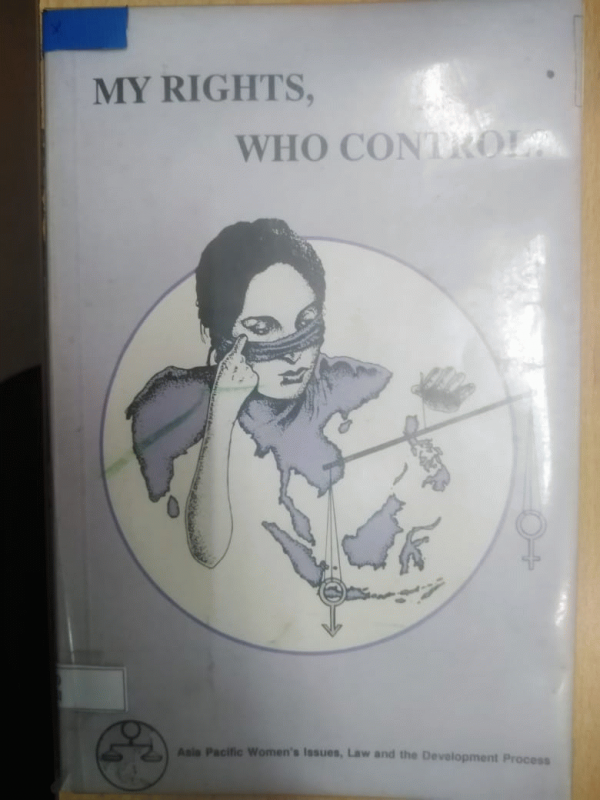 MY RIGHTS,
WHO CONTROL?
Asia Pacific Women's Issues, Law and the Development Process